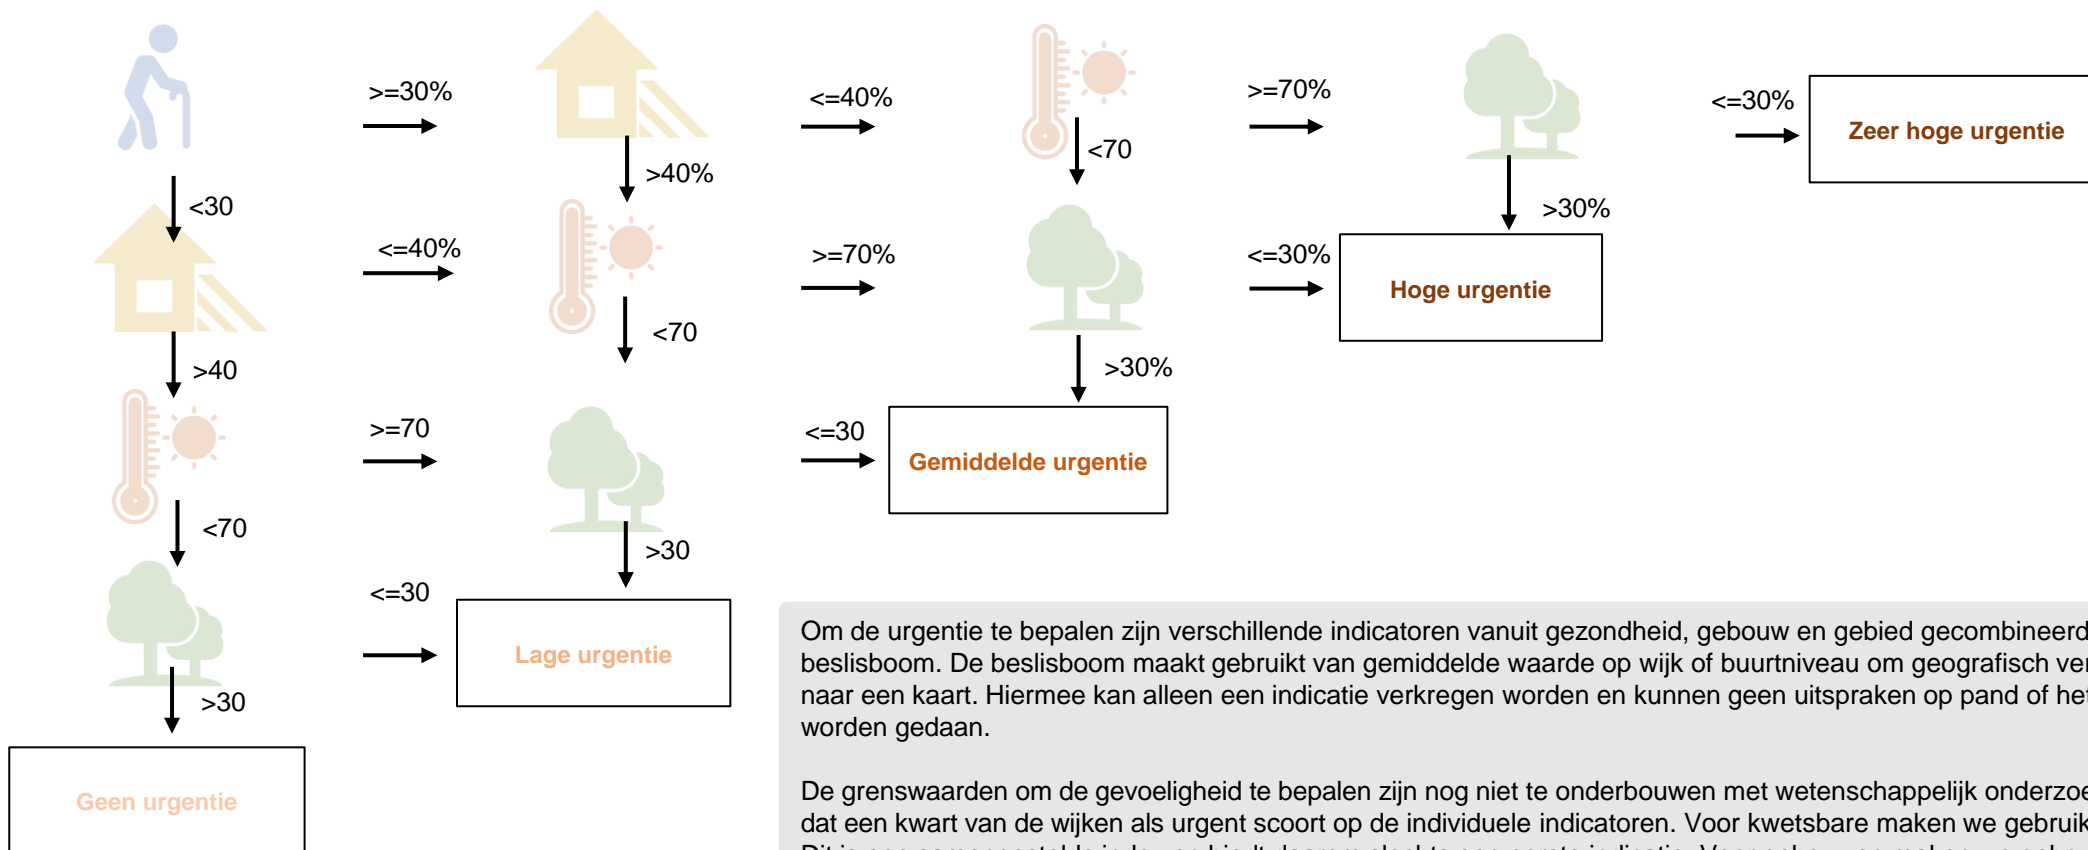 >=30%
<=40%
>=70%
<=30%
Zeer hoge urgentie
<30
>40%
<70
>30%
<=40%
>=70%
<=30%
Hoge urgentie
>40
<70
>30%
>=70
<=30
Gemiddelde urgentie
<70
>30
<=30
Lage urgentie
>30
Geen urgentie
Om de urgentie te bepalen zijn verschillende indicatoren vanuit gezondheid, gebouw en gebied gecombineerd
beslisboom. De beslisboom maakt gebruikt van gemiddelde waarde op wijk of buurtniveau om geografisch ver
naar een kaart. Hiermee kan alleen een indicatie verkregen worden en kunnen geen uitspraken op pand of het
worden gedaan.
De grenswaarden om de gevoeligheid te bepalen zijn nog niet te onderbouwen met wetenschappelijk onderzoe
dat een kwart van de wijken als urgent scoort op de individuele indicatoren. Voor kwetsbare maken we gebruik